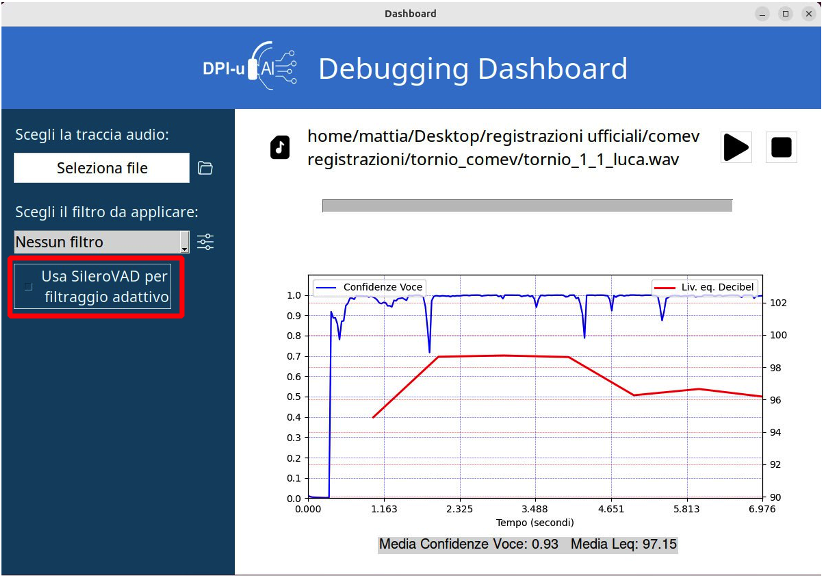 Dashboard
DPI-u AI
Debugging Dashboard
Scegli la traccia audio:
Seleziona file
Scegli il filtro da applicare:
Nessun filtro
Usa SileroVAD per
filtraggio adattivo
home/mattia/Desktop/registrazioni ufficiali/comev
registrazioni/tornio_comev/tornio_1_1_luca.wav
Confidenze Voce
Liv. eq. Decibel
1.0
0.9
0.8
0.7
0.6
0.5
0.4
0.3
0.2
0.1
0.0
102
100
98
96
94
92
90
0.000 1.163 2.325 3.488 4.651 5.813 6.976
Tempo (secondi)
Media Confidenze Voce: 0.93 Media Leq: 97.15